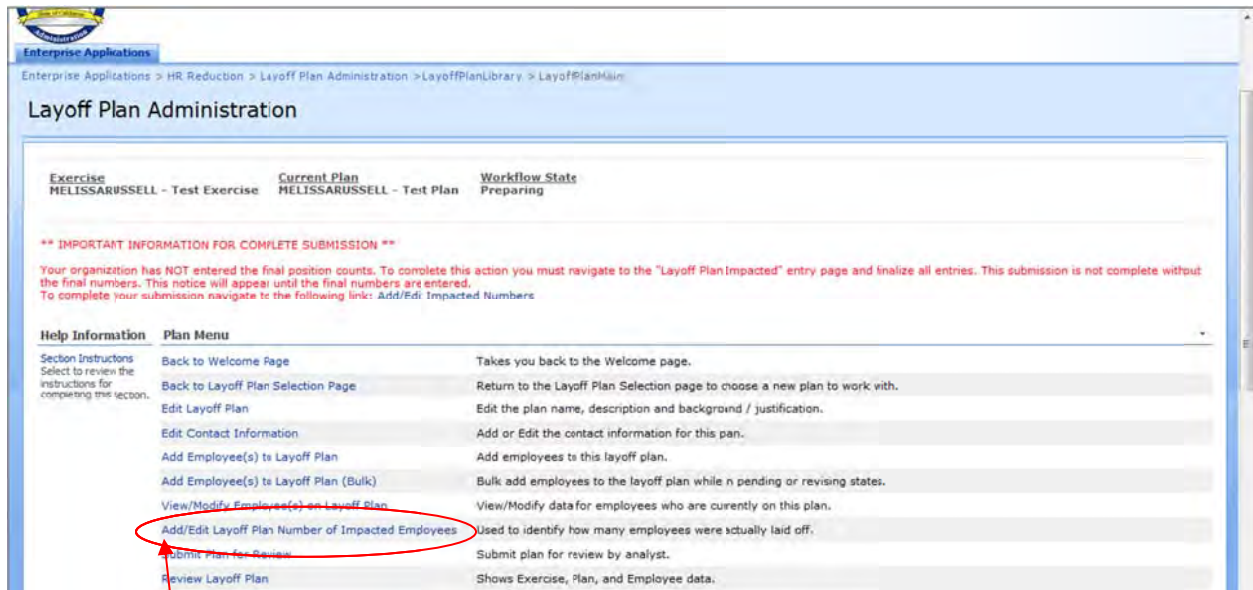 State of California
Administration
Enterprise Applications
Enterprise Applications > HR Reduction > Layoff Plan Administration >LayoffPlanLibrary > LayoffPlanMain
Layoff Plan Administration
Exercise Current Plan Workflow State
MELISSARUSSELL - Test Exercise MELISSARUSSELL - Test Plan Preparing
** IMPORTANT INFORMATION FOR COMPLETE SUBMISSION **
Your organization has NOT entered the final position counts. To complete this action you must navigate to the "Layoff Plan Impacted" entry page and finalize all entries. This submission is not complete without
the final numbers. This notice will appear until the final numbers are entered.
To complete your submission navigate to the following link: Add/Edit Impacted Numbers
Help Information Plan Menu
Section Instructions
Select to review the
instructions for
completing this section.
Back to Welcome Page Takes you back to the Welcome page.
Back to Layoff Plan Selection Page Return to the Layoff Plan Selection page to choose a new plan to work with.
Edit Layoff Plan Edit the plan name, description and background / justification.
Edit Contact Information Add or Edit the contact information for this pan.
Add Employee(s) to Layoff Plan Add employees to this layoff plan.
Add Employee(s) to Layoff Plan (Bulk) Bulk add employees to the layoff plan while n pending or revising states.
View/Modify Employee(s) on Layoff Plan View/Modify data for employees who are curently on this plan.
Add/Edit Layoff Plan Number of Impacted Employees Used to identify how many employees were actually laid off.
Submit Plan for Review Submit plan for review by analyst.
Review Layoff Plan Shows Exercise, Plan, and Employee data.